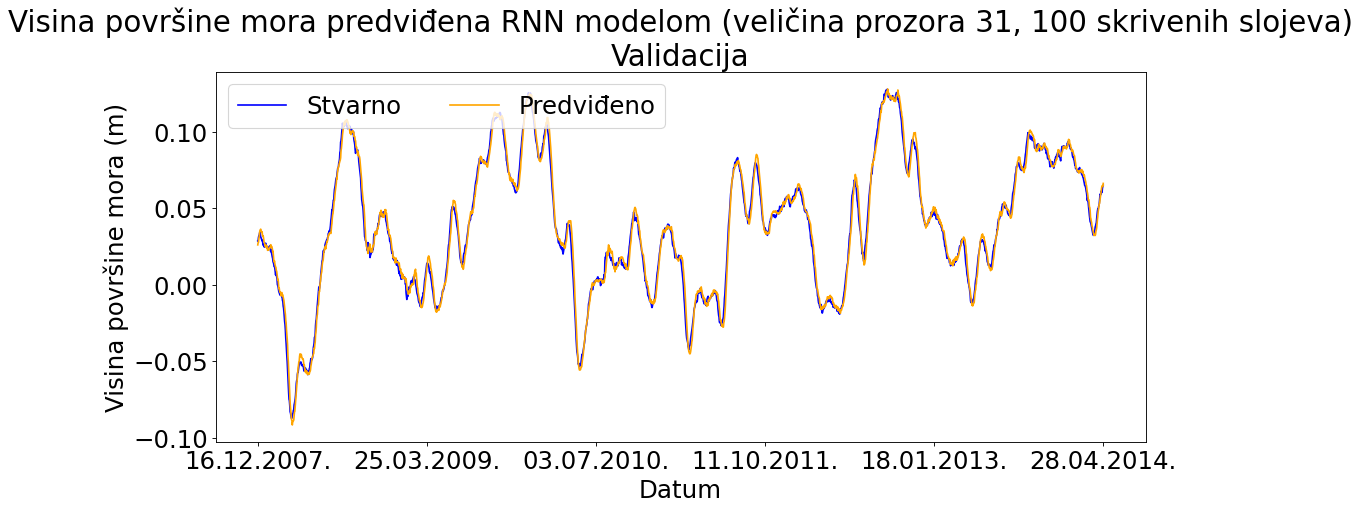 Visina površine mora predviđena RNN modelom (veličina prozora 31, 100 skrivenih slojeva)
Validacija
Stvarno
Predviđeno
Visina površine mora (m)
0.10
0.05
0.00
−0.05
−0.10
16.12.2007.
25.03.2009.
03.07.2010.
11.10.2011.
18.01.2013.
28.04.2014.
Datum